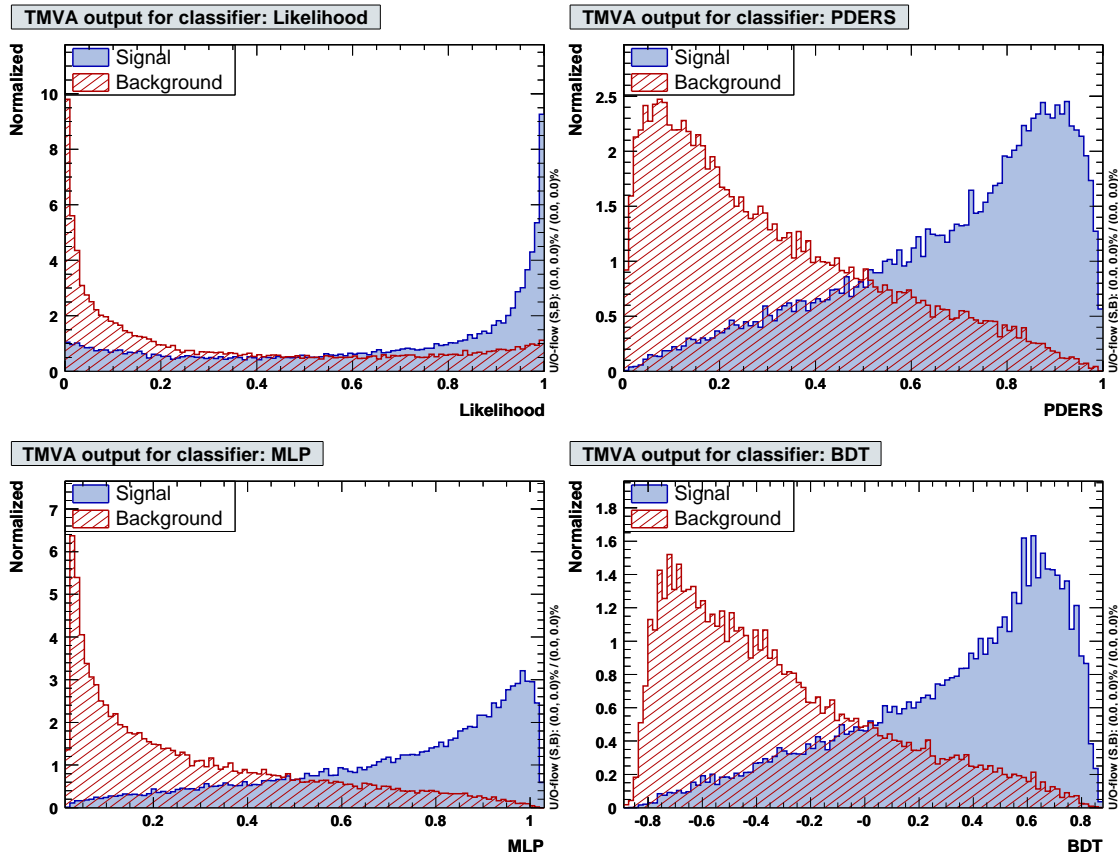 TMVA output for classifier: Likelihood
Normalized
Signal
Background
10
8
6
4
2
0
0 0.2 0.4 0.6 0.8 1
Likelihood
U/O-flow (S,B): (0.0, 0.0)% / (0.0, 0.0)%
TMVA output for classifier: PDERS
Normalized
Signal
Background
2.5
2
1.5
1
0.5
0
0 0.2 0.4 0.6 0.8 1
PDERS
U/O-flow (S,B): (0.0, 0.0)% / (0.0, 0.0)%
TMVA output for classifier: MLP
Normalized
Signal
Background
7
6
5
4
3
2
1
0
0.2 0.4 0.6 0.8 1
MLP
U/O-flow (S,B): (0.0, 0.0)% / (0.0, 0.0)%
TMVA output for classifier: BDT
Normalized
Signal
Background
1.8
1.6
1.4
1.2
1
0.8
0.6
0.4
0.2
0
-0.8 -0.6 -0.4 -0.2 -0 0.2 0.4 0.6 0.8
BDT
U/O-flow (S,B): (0.0, 0.0)% / (0.0, 0.0)%